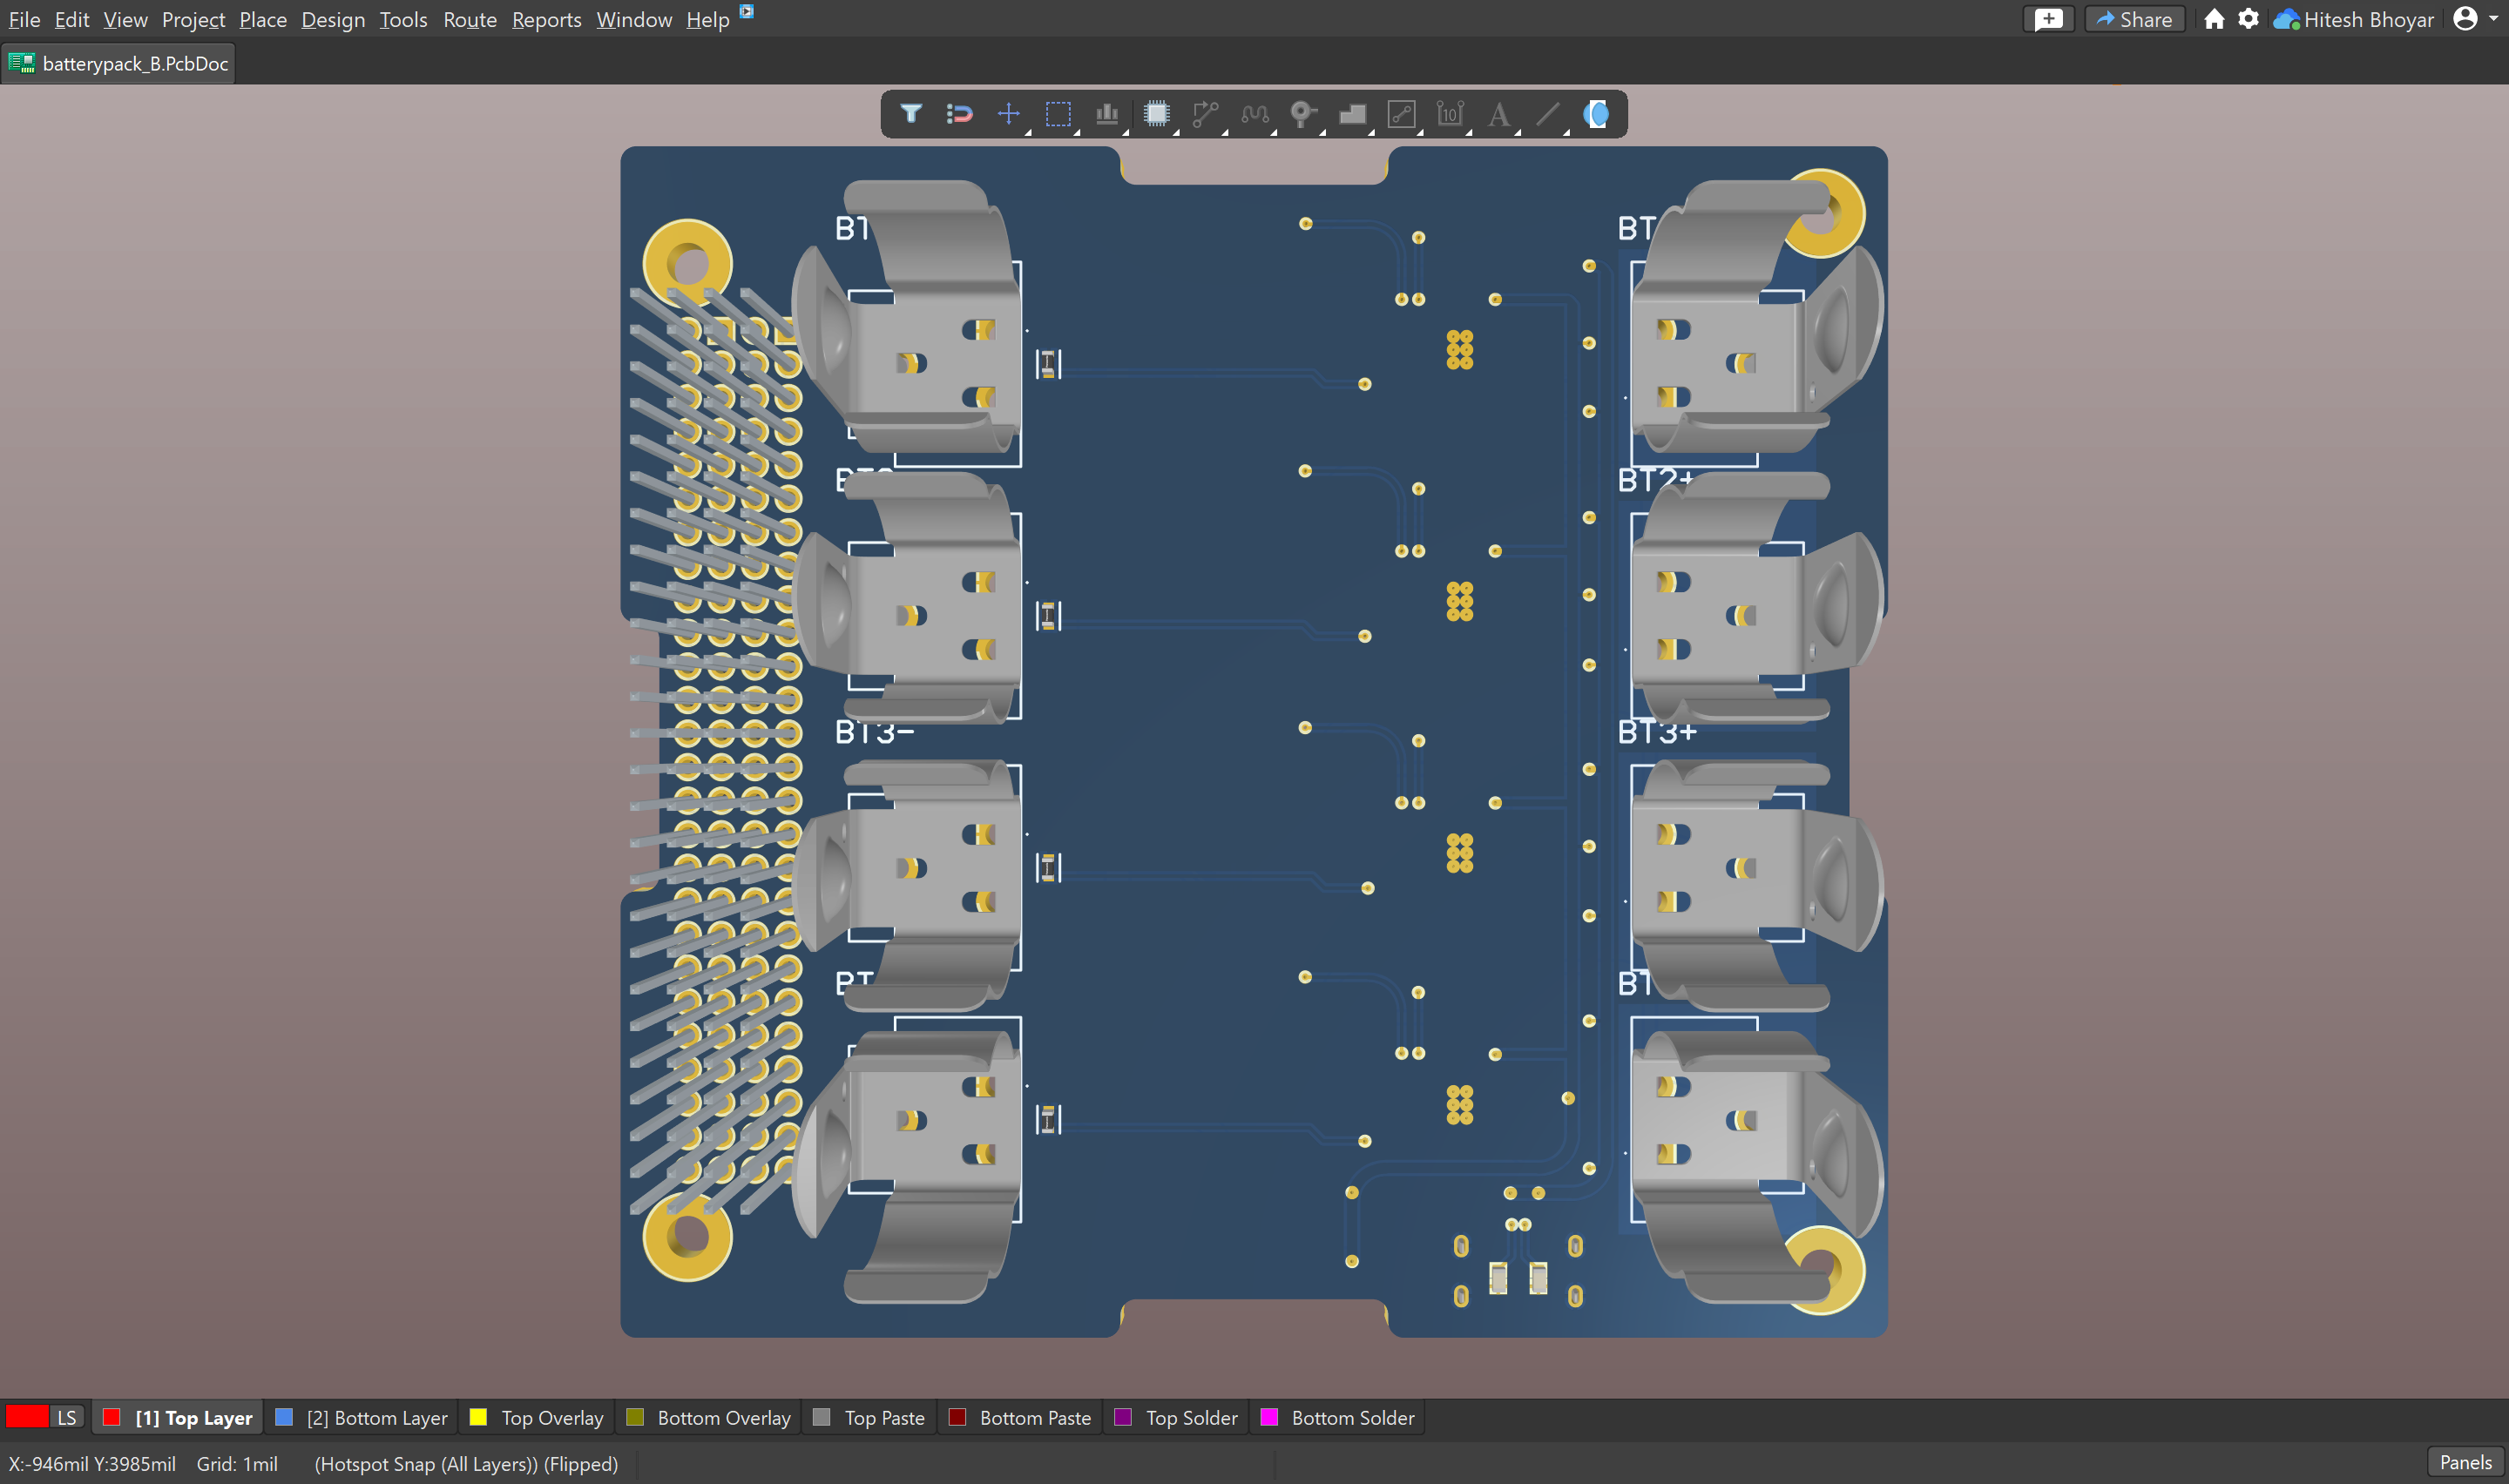 File Edit View Project Place Design Tools Route Reports Window Help
Share
Hitesh Bhoyar
batterypack_B.PcbDoc
10
A
BT
BT
BT2+
BT3-
BT3+
BT
BT
LS
[1] Top Layer
[2] Bottom Layer
Top Overlay
Bottom Overlay
Top Paste
Bottom Paste
Top Solder
Bottom Solder
X:-946mil Y:3985mil Grid: 1mil (Hotspot Snap (All Layers)) (Flipped)
Panels